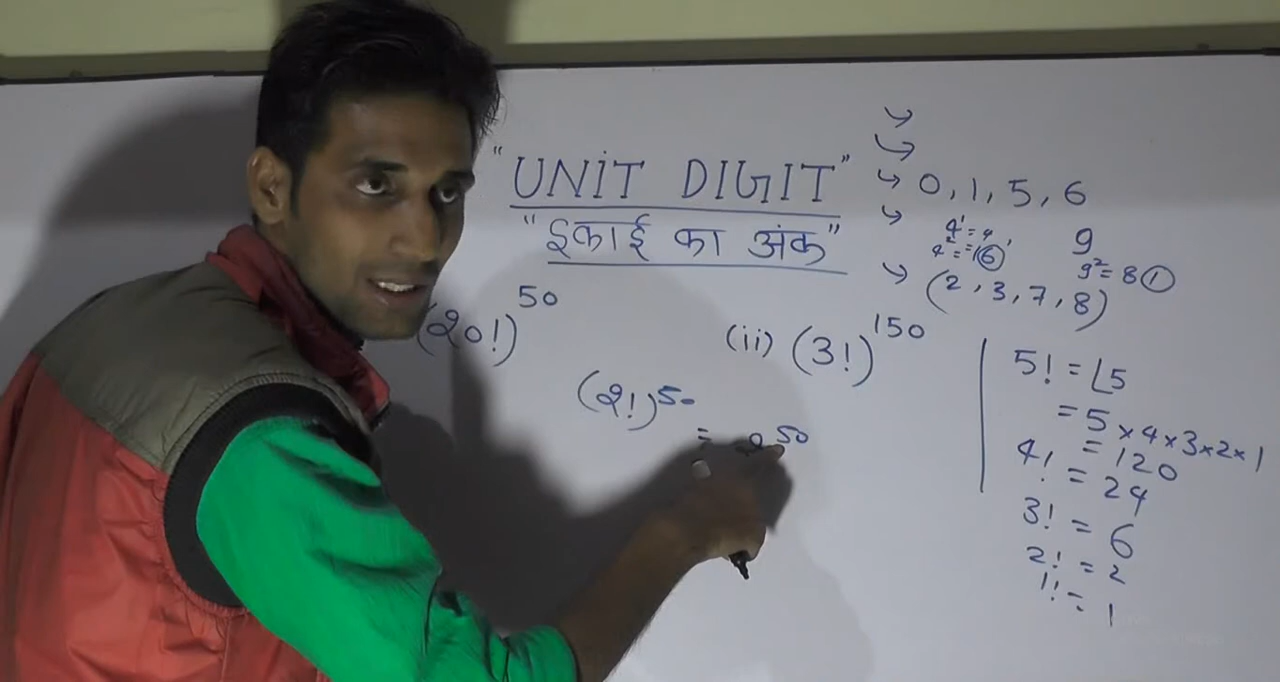 "UNiT DIGIT"
"इकाई का अंक"
0, 1, 5, 6
4¹ = 4,
4² = 16
9
9² = 81
(2, 3, 7, 8)
(20!)⁵⁰
(ii) (3!)¹⁵⁰
(2!)⁵⁰
= 2⁵⁰
5! = ⌊5
= 5×4×3×2×1
= 120
4! = 24
3! = 6
2! = 2
1! = 1